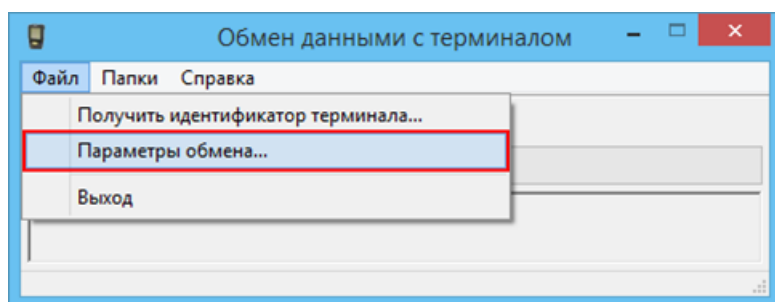 Обмен данными с терминалом
Файл Папки Справка
Получить идентификатор терминала...
Параметры обмена...
Выход